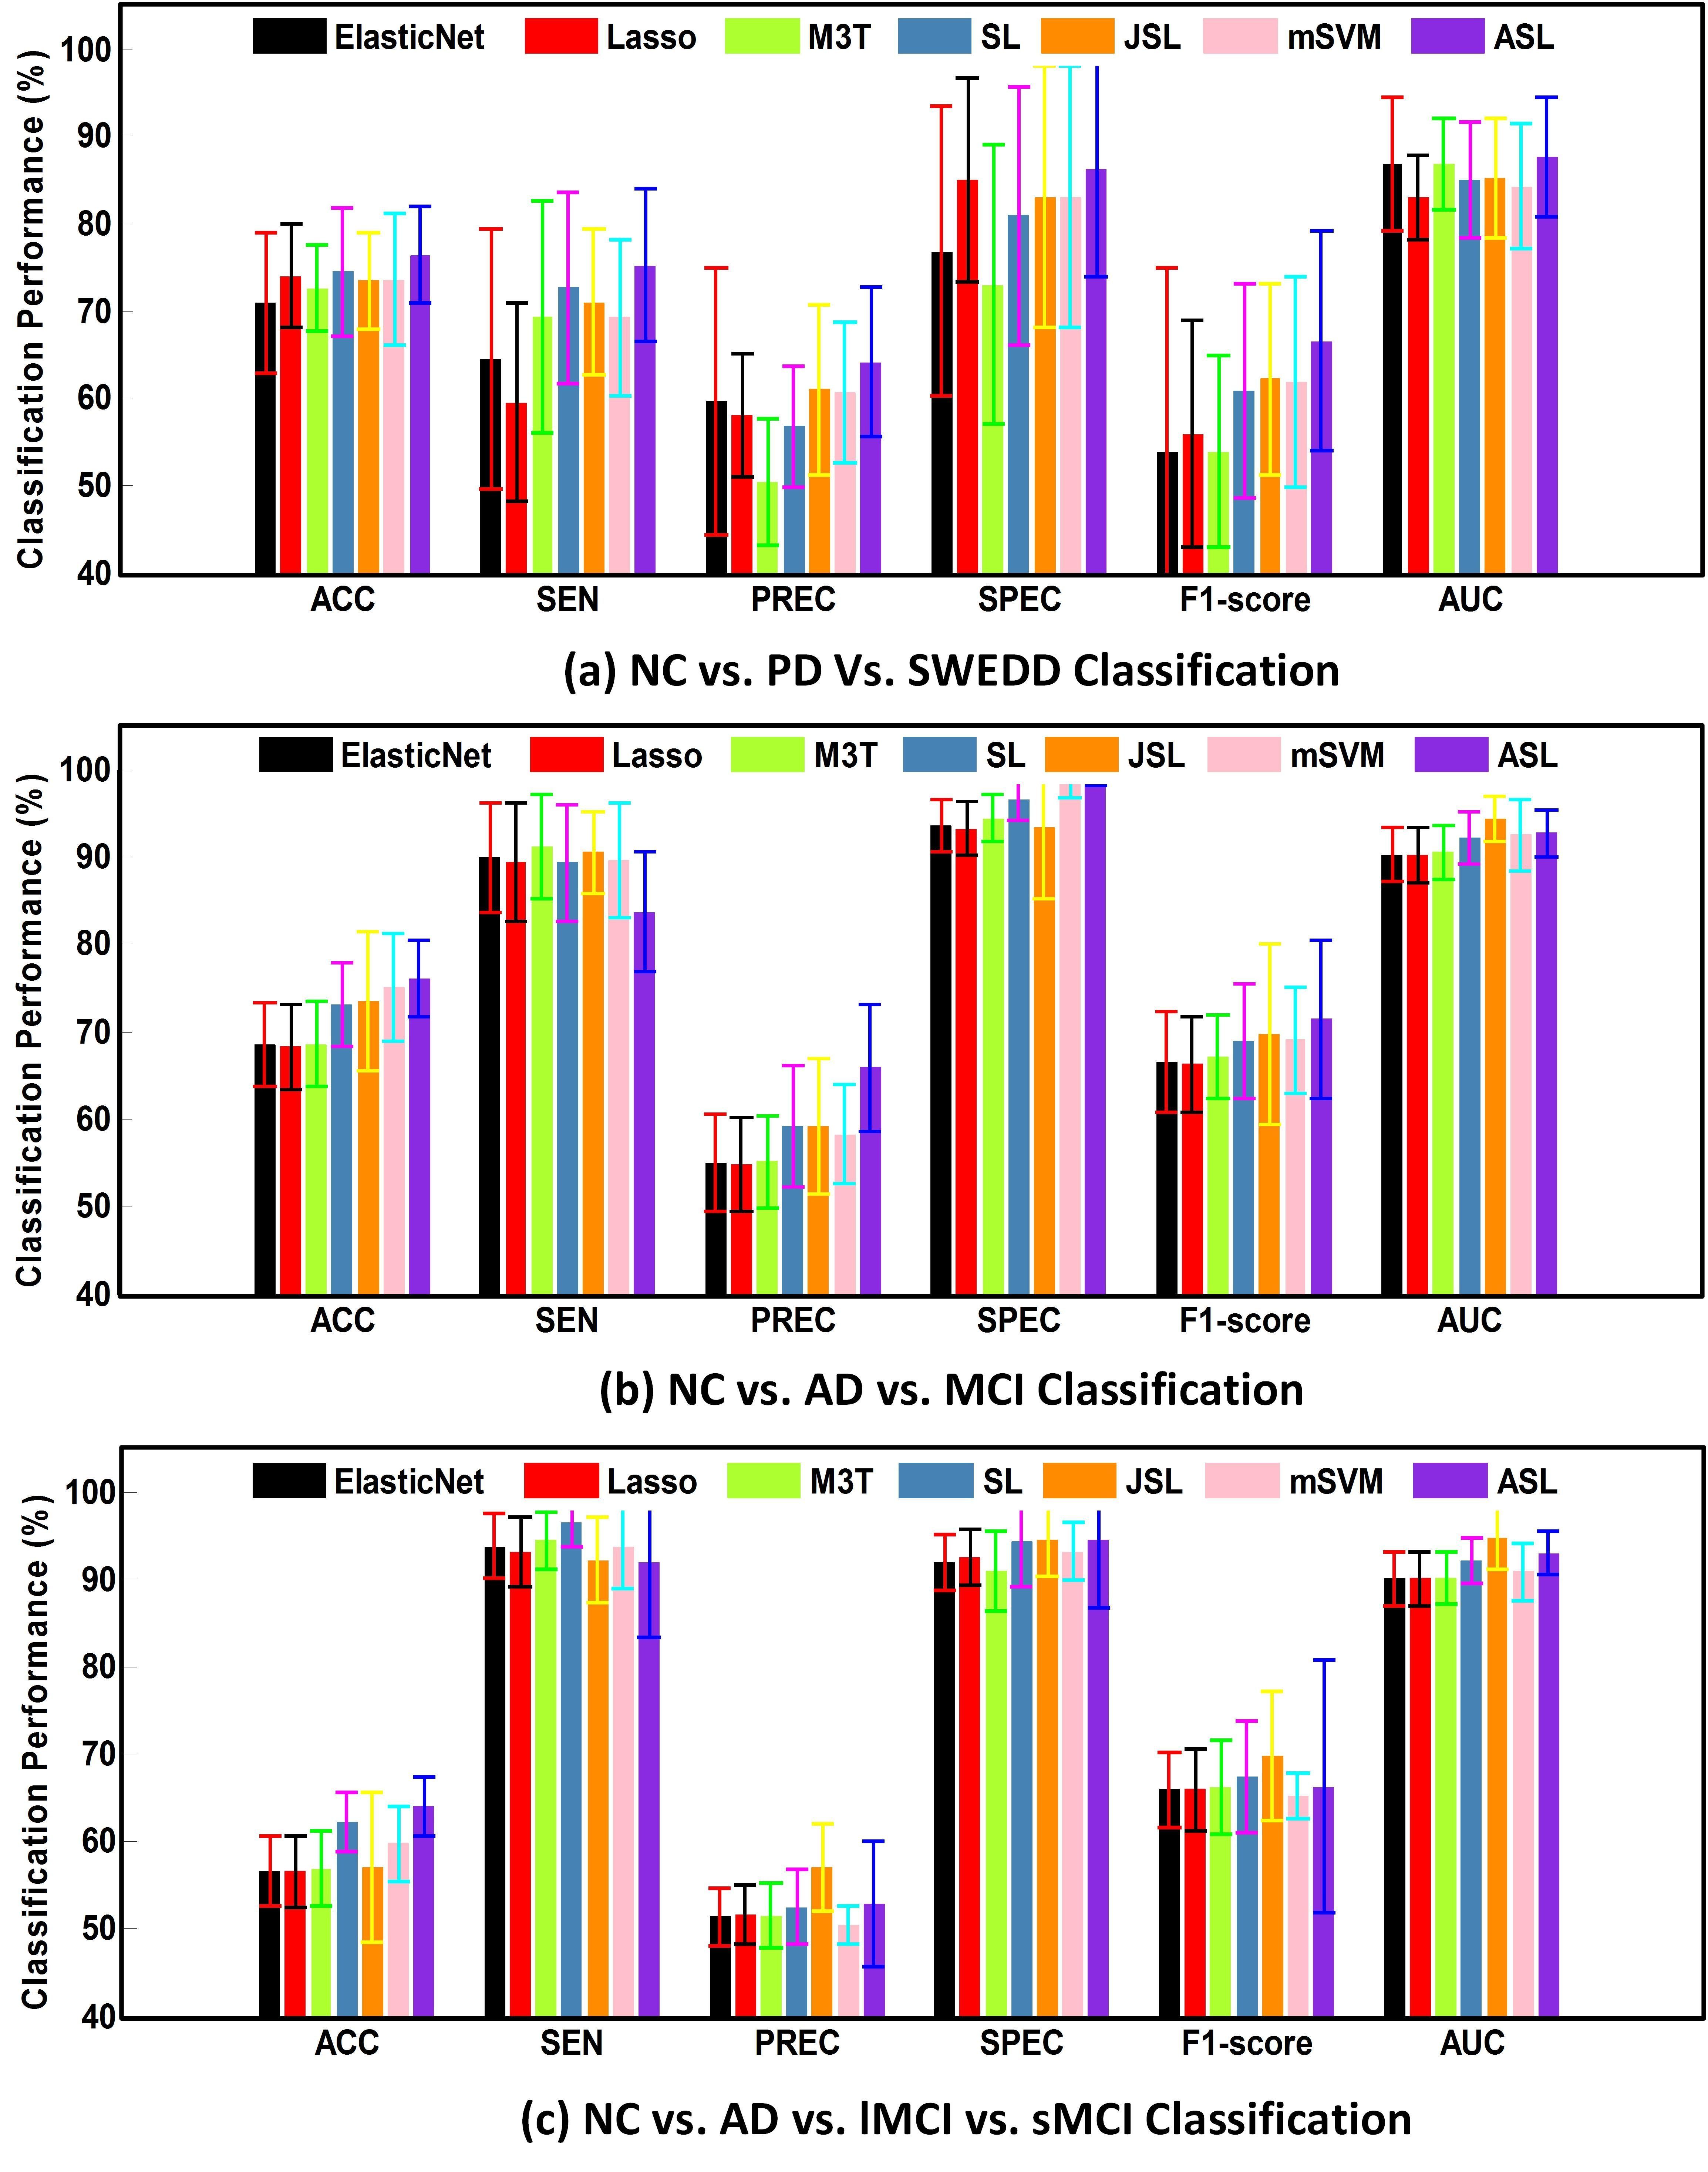 ElasticNet Lasso M3T SL JSL mSVM ASL
Classification Performance (%)
100
90
80
70
60
50
40
ACC SEN PREC SPEC F1-score AUC
(a) NC vs. PD Vs. SWEDD Classification
ElasticNet Lasso M3T SL JSL mSVM ASL
Classification Performance (%)
100
90
80
70
60
50
40
ACC SEN PREC SPEC F1-score AUC
(b) NC vs. AD vs. MCI Classification
ElasticNet Lasso M3T SL JSL mSVM ASL
Classification Performance (%)
100
90
80
70
60
50
40
ACC SEN PREC SPEC F1-score AUC
(c) NC vs. AD vs. lMCI vs. sMCI Classification